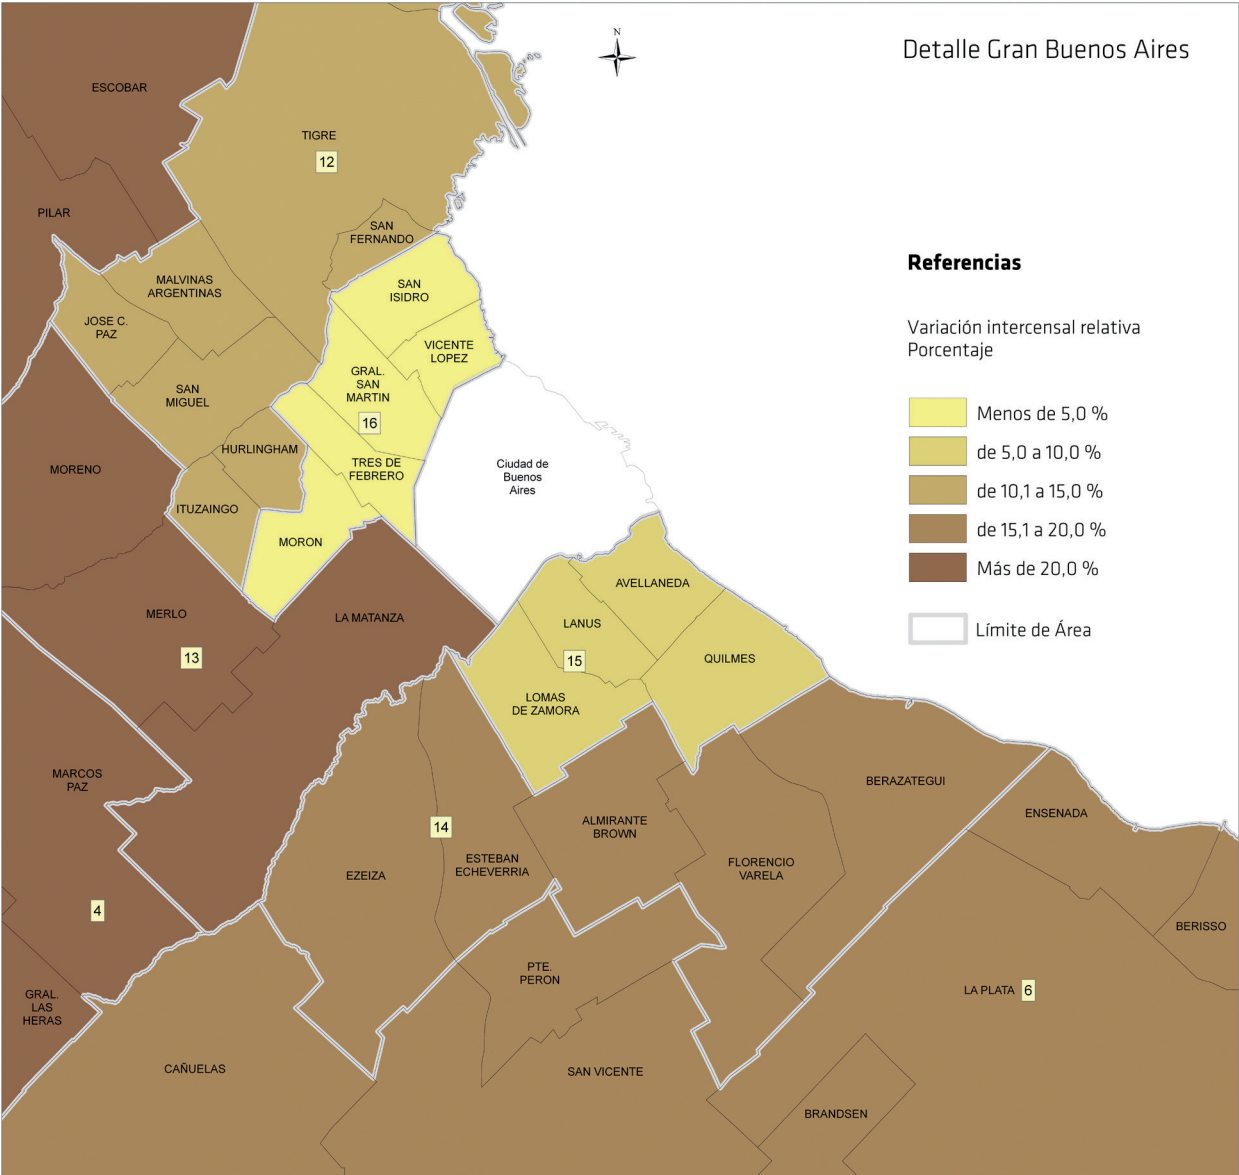 N
Detalle Gran Buenos Aires
ESCOBAR
TIGRE
12
PILAR
SAN
FERNANDO
MALVINAS
ARGENTINAS
SAN
ISIDRO
JOSE C.
PAZ
VICENTE
LOPEZ
GRAL.
SAN
MARTIN
16
SAN
MIGUEL
HURLINGHAM
MORENO
TRES DE
FEBRERO
Ciudad de
Buenos
Aires
ITUZAINGO
MORON
AVELLANEDA
MERLO
13
LA MATANZA
LANUS
15
QUILMES
LOMAS
DE ZAMORA
MARCOS
PAZ
BERAZATEGUI
ENSENADA
14
ALMIRANTE
BROWN
ESTEBAN
ECHEVERRIA
EZEIZA
FLORENCIO
VARELA
4
BERISSO
PTE.
PERON
LA PLATA 6
GRAL.
LAS
HERAS
CAÑUELAS
SAN VICENTE
BRANDSEN
Referencias
Variación intercensal relativa
Porcentaje
Menos de 5,0 %
de 5,0 a 10,0 %
de 10,1 a 15,0 %
de 15,1 a 20,0 %
Más de 20,0 %
Límite de Área